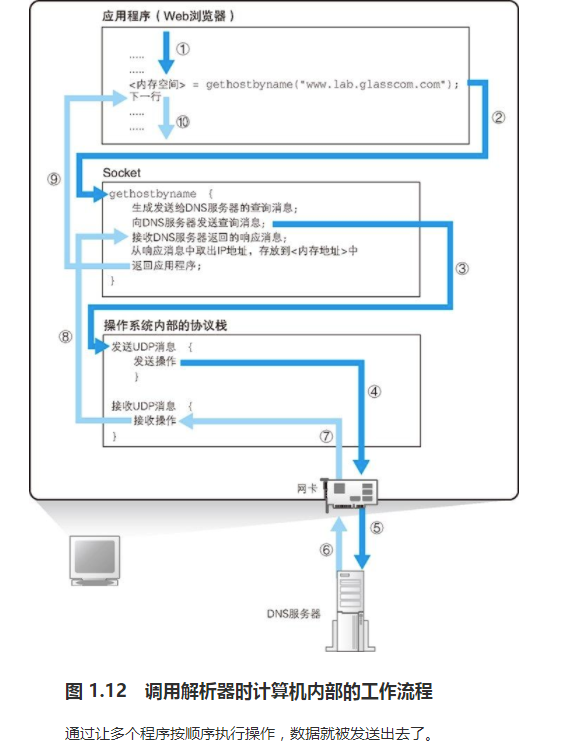 应用程序（Web浏览器）
①
.....
.....
<内存空间> = gethostbyname("www.lab.glasscom.com");
下一行
②
.....
⑩
.....
⑨
Socket
gethostbyname {
生成发送给DNS服务器的查询消息;
向DNS服务器发送查询消息;
接收DNS服务器返回的响应消息;
从响应消息中取出IP地址，存放到<内存地址>中
返回应用程序;
}
③
⑧
操作系统内部的协议栈
发送UDP消息 {
发送操作
}
④
接收UDP消息 {
接收操作
}
⑦
网卡
⑤
⑥
DNS服务器
图 1.12 调用解析器时计算机内部的工作流程
通过让多个程序按顺序执行操作，数据就被发送出去了。